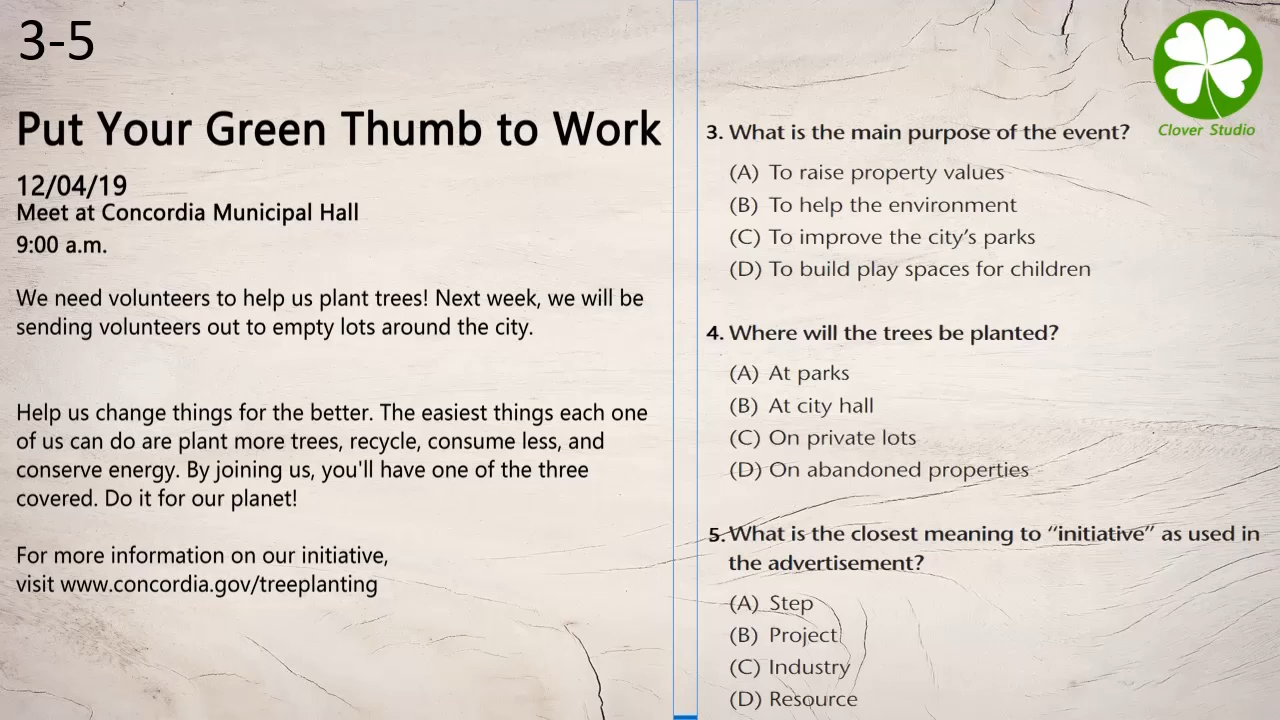 3-5
Put Your Green Thumb to Work
12/04/19
Meet at Concordia Municipal Hall
9:00 a.m.
We need volunteers to help us plant trees! Next week, we will be
sending volunteers out to empty lots around the city.
Help us change things for the better. The easiest things each one
of us can do are plant more trees, recycle, consume less, and
conserve energy. By joining us, you'll have one of the three
covered. Do it for our planet!
For more information on our initiative,
visit www.concordia.gov/treeplanting
Clover Studio
3. What is the main purpose of the event?
(A) To raise property values
(B) To help the environment
(C) To improve the city's parks
(D) To build play spaces for children
4. Where will the trees be planted?
(A) At parks
(B) At city hall
(C) On private lots
(D) On abandoned properties
5. What is the closest meaning to “initiative” as used in
the advertisement?
(A) Step
(B) Project
(C) Industry
(D) Resource